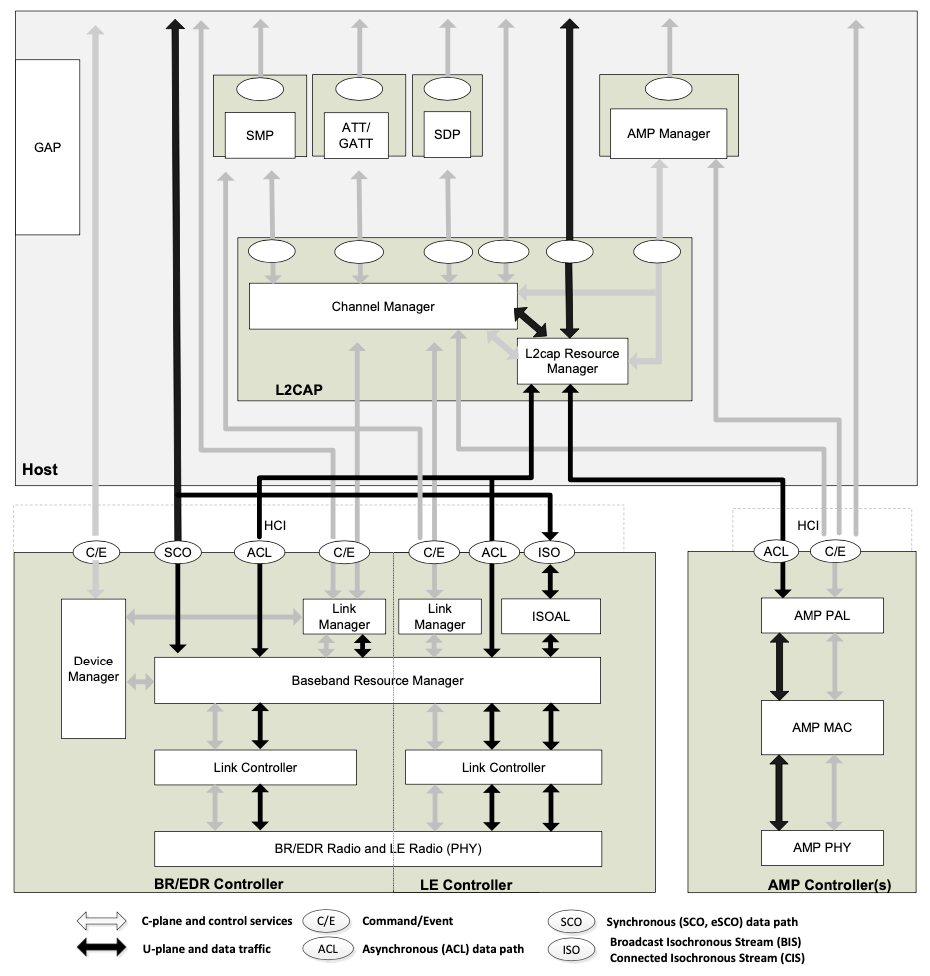 GAP
SMP
ATT/
GATT
SDP
AMP Manager
Channel Manager
L2cap Resource
Manager
L2CAP
Host
HCI
HCI
C/E
SCO
ACL
C/E
C/E
ACL
ISO
ACL
C/E
Device
Manager
Link
Manager
Link
Manager
ISOAL
AMP PAL
Baseband Resource Manager
AMP MAC
Link Controller
Link Controller
BR/EDR Radio and LE Radio (PHY)
AMP PHY
BR/EDR Controller
LE Controller
AMP Controller(s)
C-plane and control services
C/E
Command/Event
SCO
Synchronous (SCO, eSCO) data path
U-plane and data traffic
ACL
Asynchronous (ACL) data path
ISO
Broadcast Isochronous Stream (BIS)
Connected Isochronous Stream (CIS)